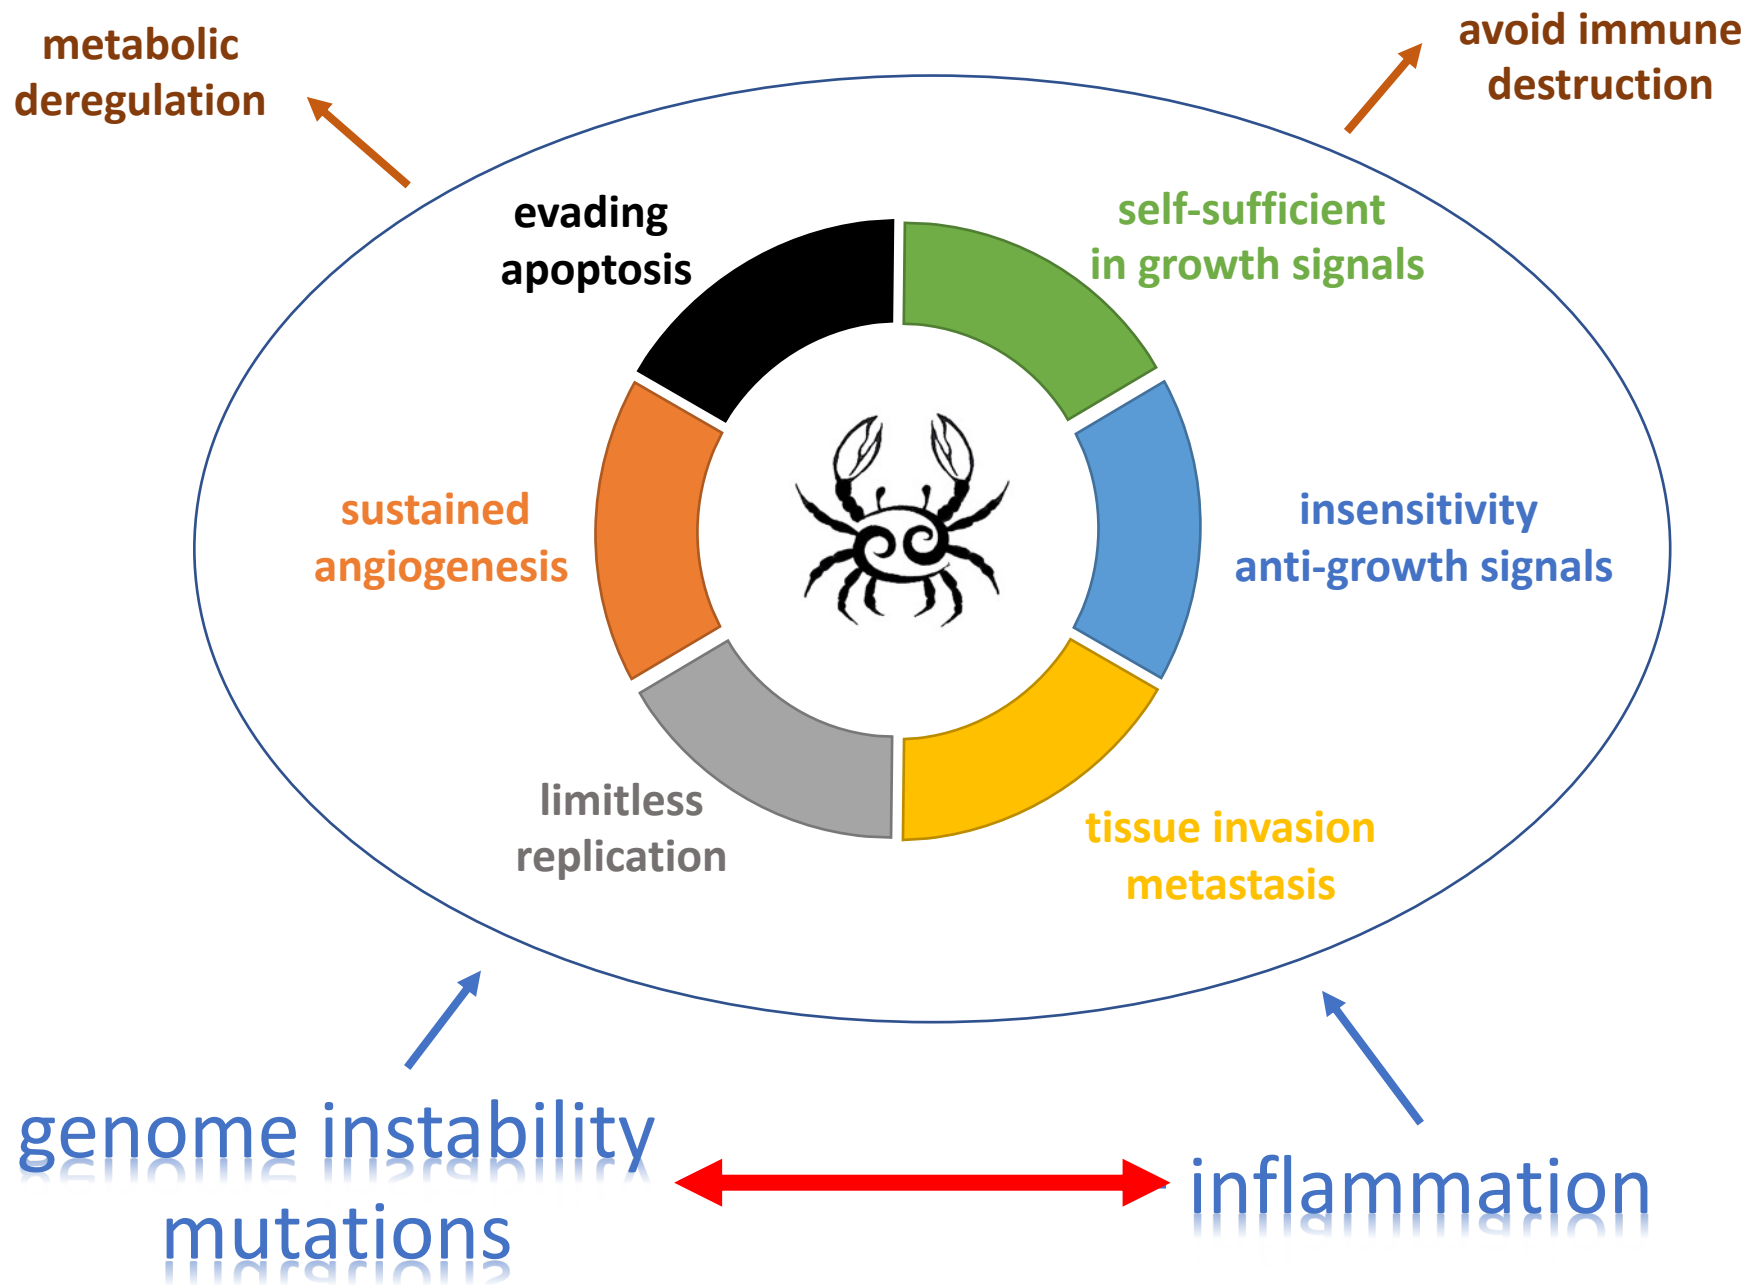 metabolic
deregulation
avoid immune
destruction
evading
apoptosis
self-sufficient
in growth signals
sustained
angiogenesis
insensitivity
anti-growth signals
limitless
replication
tissue invasion
metastasis
genome instability
mutations
inflammation